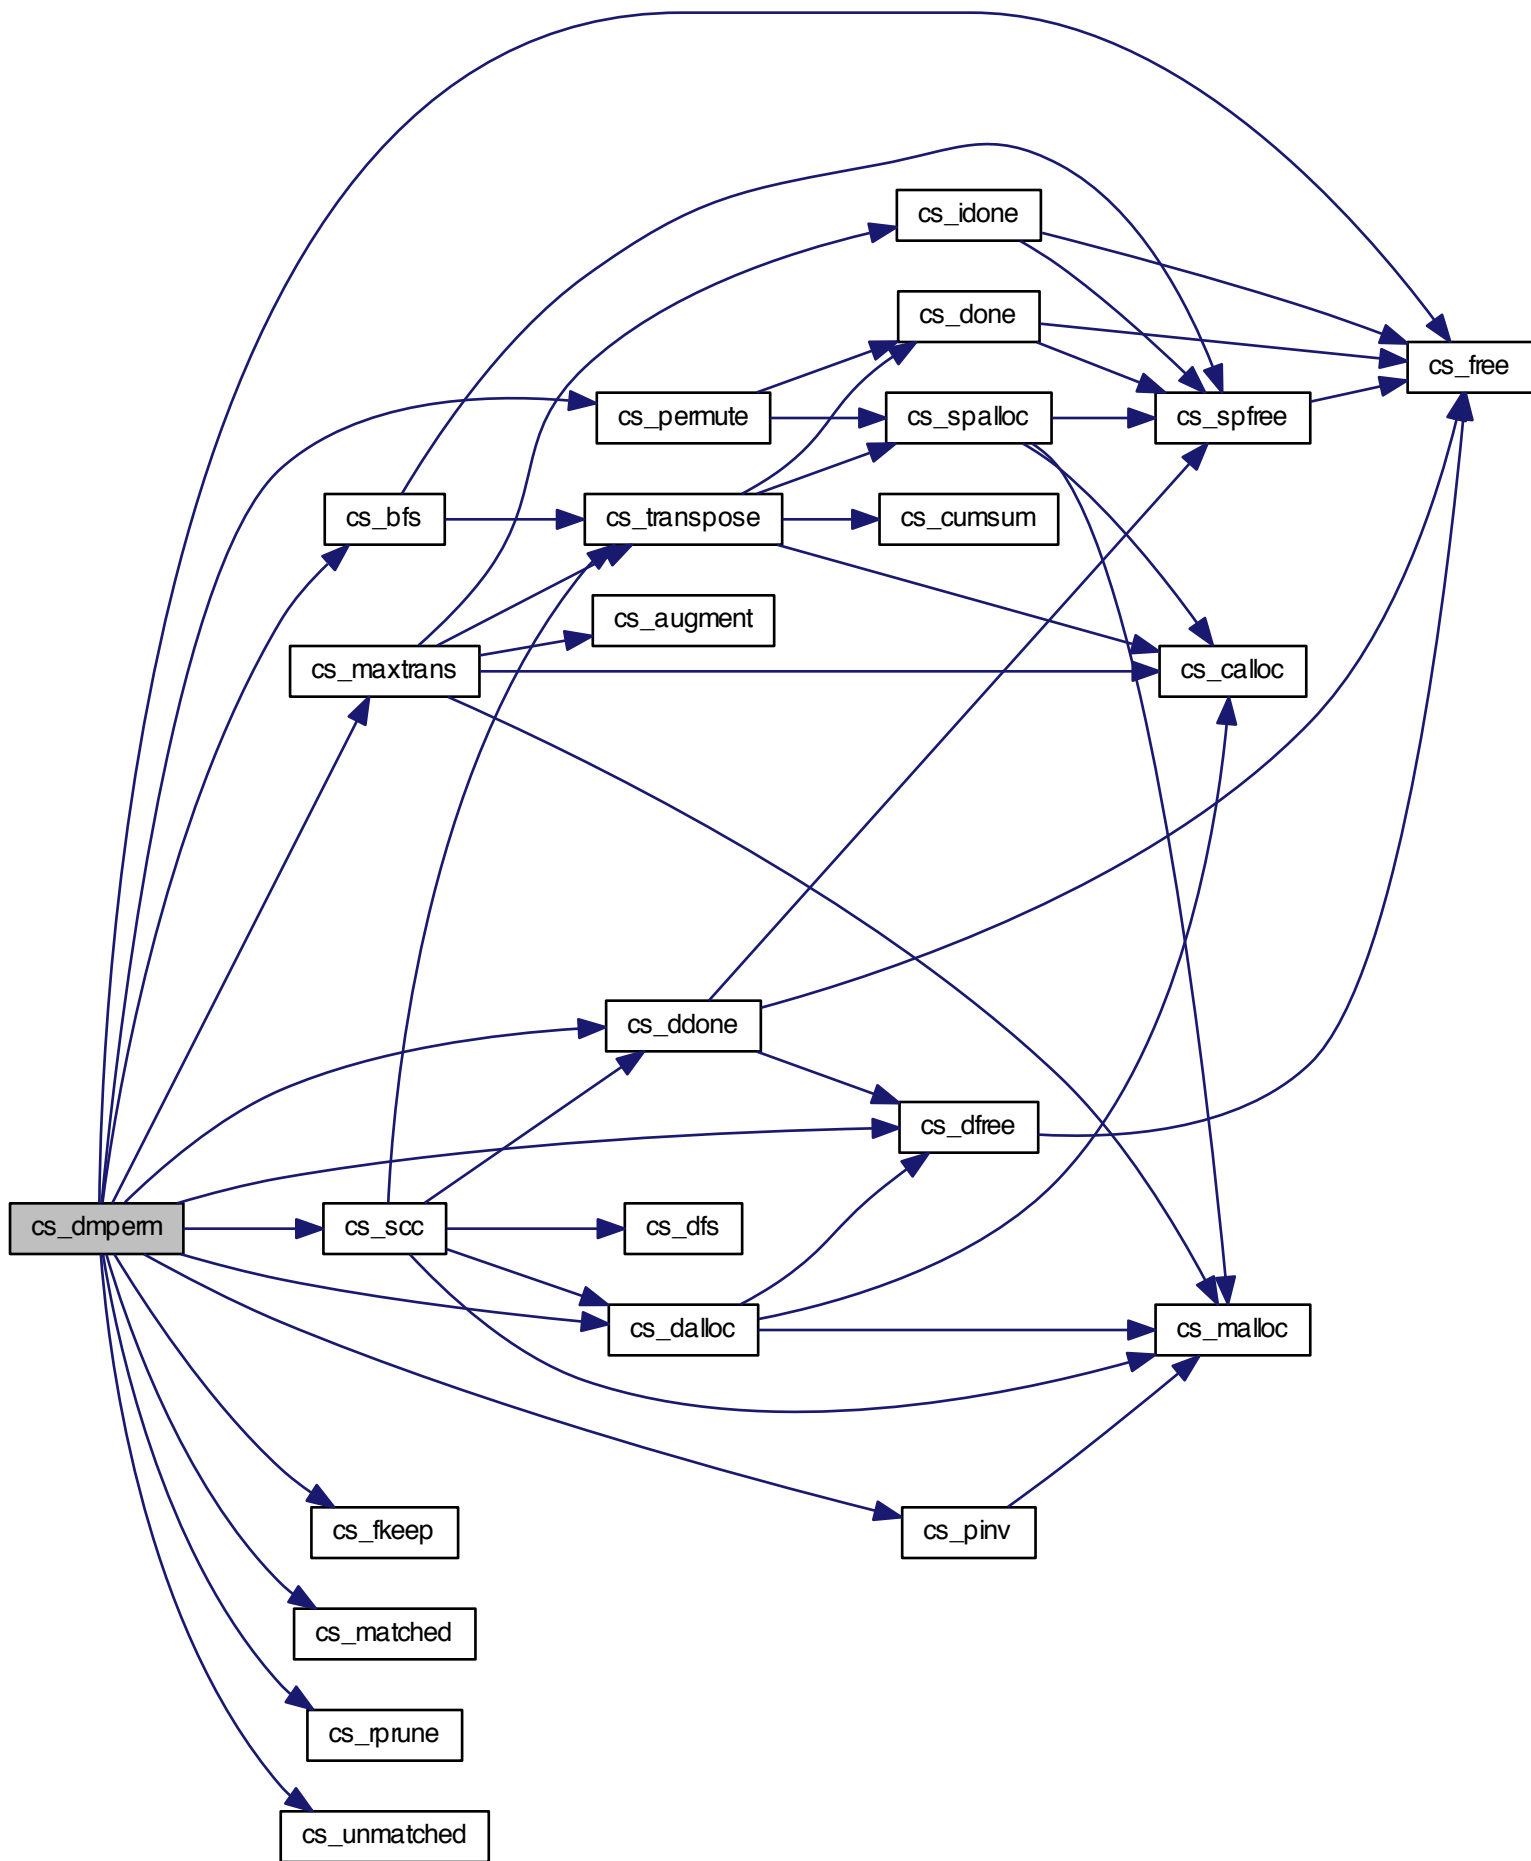 cs_idone
cs_done
cs_free
cs_permute
cs_spalloc
cs_spfree
cs_bfs
cs_transpose
cs_cumsum
cs_augment
cs_maxtrans
cs_calloc
cs_ddone
cs_dfree
cs_dmperm
cs_scc
cs_dfs
cs_dalloc
cs_malloc
cs_fkeep
cs_pinv
cs_matched
cs_rprune
cs_unmatched